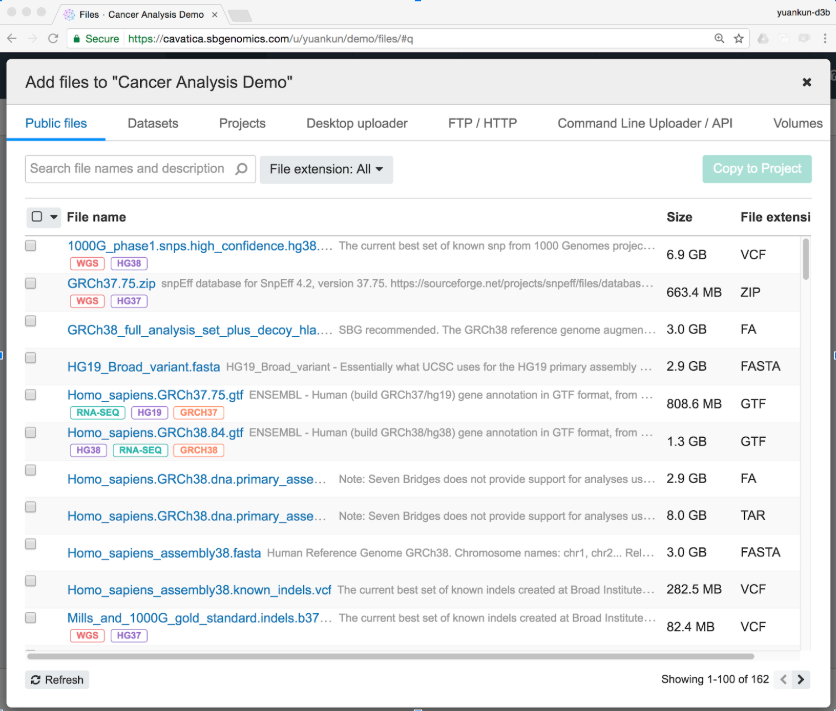 Files · Cancer Analysis Demo
yuankun-d3b
Secure https://cavatica.sbgenomics.com/u/yuankun/demo/files/#q
Add files to "Cancer Analysis Demo"
Public files Datasets Projects Desktop uploader FTP / HTTP Command Line Uploader / API Volumes
Search file names and description File extension: All Copy to Project
File name Size File extensi
1000G_phase1.snps.high_confidence.hg38.... The current best set of known snp from 1000 Genomes projec... 6.9 GB VCF
WGS HG38
GRCh37.75.zip snpEff database for SnpEff 4.2, version 37.75. https://sourceforge.net/projects/snpeff/files/databas... 663.4 MB ZIP
WGS HG37
GRCh38_full_analysis_set_plus_decoy_hla.... SBG recommended. The GRCh38 reference genome augmen... 3.0 GB FA
HG19_Broad_variant.fasta HG19_Broad_variant - Essentially what UCSC uses for the HG19 primary assembly ... 2.9 GB FASTA
Homo_sapiens.GRCh37.75.gtf ENSEMBL - Human (build GRCh37/hg19) gene annotation in GTF format, from ... 808.6 MB GTF
RNA-SEQ HG19 GRCH37
Homo_sapiens.GRCh38.84.gtf ENSEMBL - Human (build GRCh38/hg38) gene annotation in GTF format, from ... 1.3 GB GTF
HG38 RNA-SEQ GRCH38
Homo_sapiens.GRCh38.dna.primary_asse... Note: Seven Bridges does not provide support for analyses us... 2.9 GB FA
Homo_sapiens.GRCh38.dna.primary_asse... Note: Seven Bridges does not provide support for analyses us... 8.0 GB TAR
Homo_sapiens_assembly38.fasta Human Reference Genome GRCh38. Chromosome names: chr1, chr2... Rel... 3.0 GB FASTA
Homo_sapiens_assembly38.known_indels.vcf The current best set of known indels created at Broad Institute... 282.5 MB VCF
Mills_and_1000G_gold_standard.indels.b37... The current best set of known indels created at Broad Institute... 82.4 MB VCF
WGS HG37
Refresh Showing 1-100 of 162